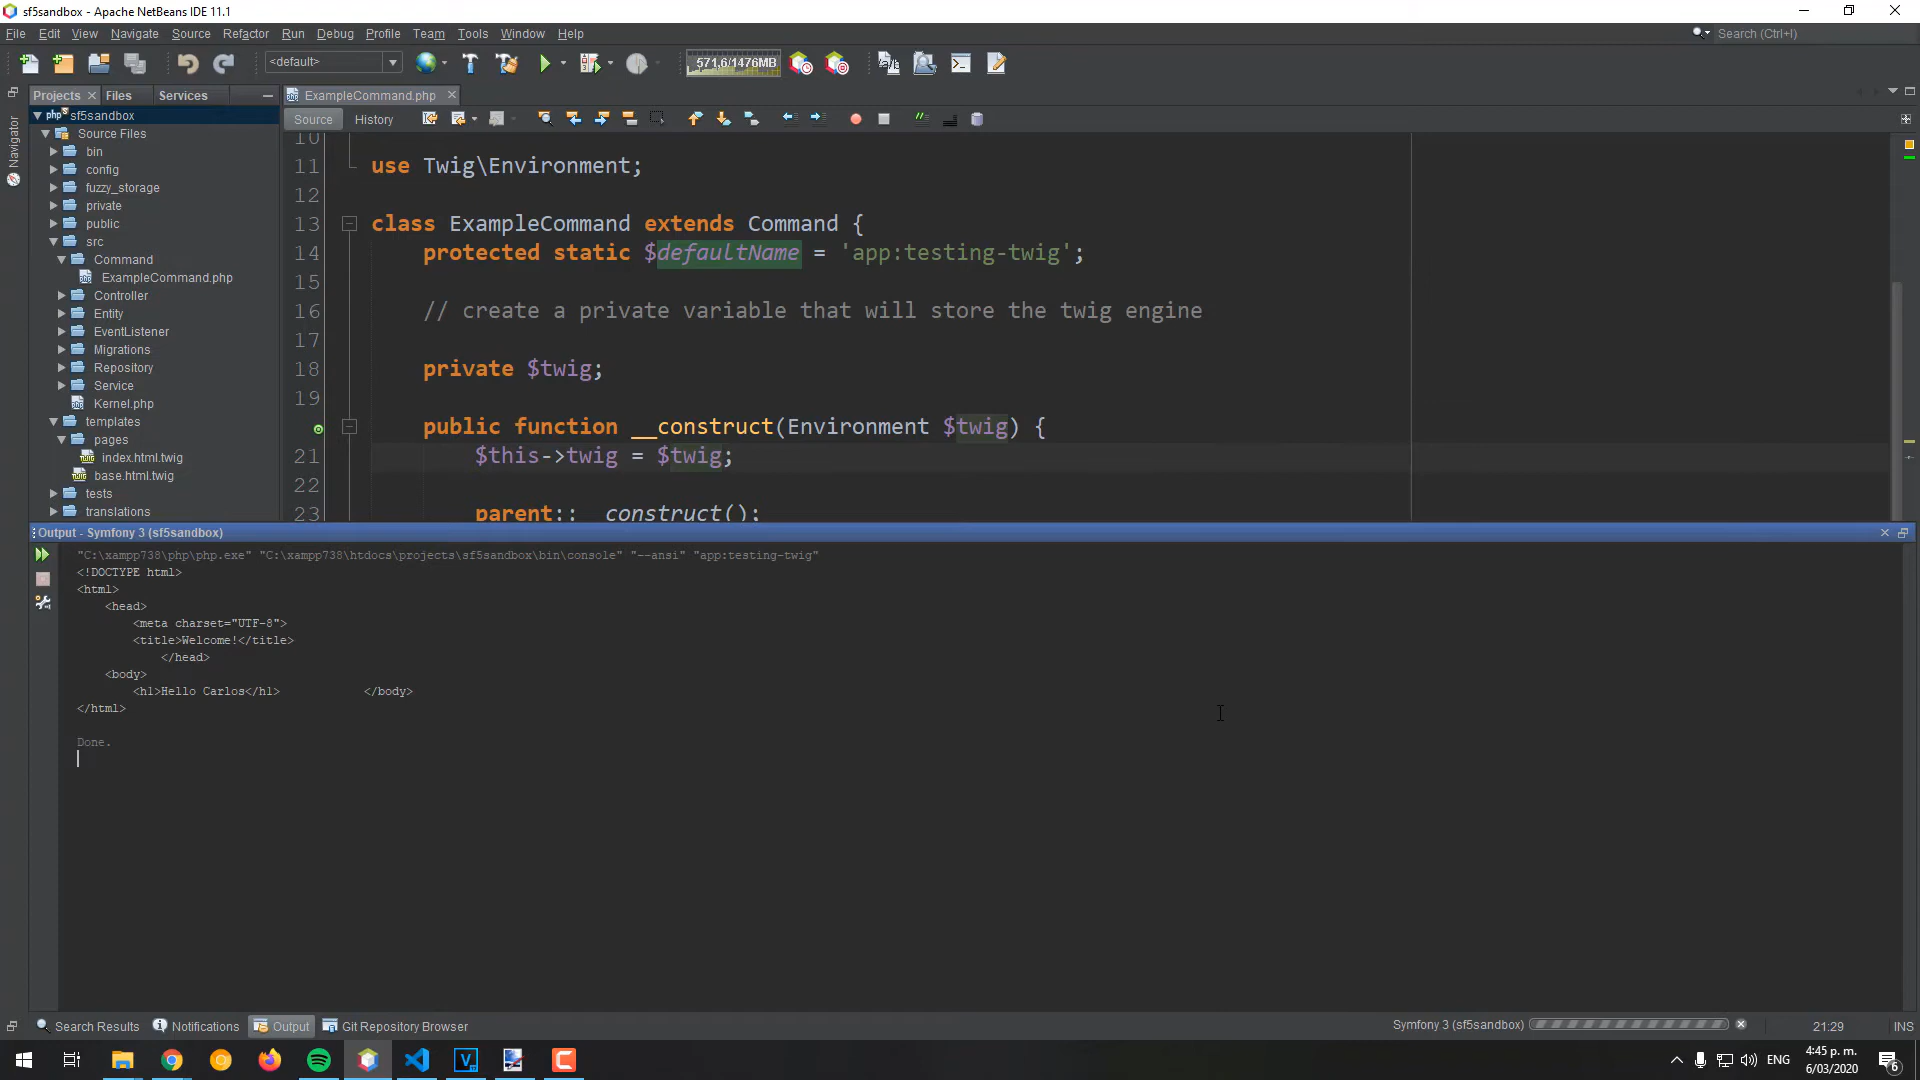 sf5sandbox - Apache NetBeans IDE 11.1
File Edit View Navigate Source Refactor Run Debug Profile Team Tools Window Help
Search (Ctrl+I)
<default>
571,6/1476MB
Projects Files Services
ExampleCommand.php
Navigator
sf5sandbox
Source Files
bin
config
fuzzy_storage
private
public
src
Command
ExampleCommand.php
Controller
Entity
EventListener
Migrations
Repository
Service
Kernel.php
templates
pages
index.html.twig
base.html.twig
tests
translations
Source History
10
11 use Twig\Environment;
12
13 class ExampleCommand extends Command {
14 protected static $defaultName = 'app:testing-twig';
15
16 // create a private variable that will store the twig engine
17
18 private $twig;
19
public function __construct(Environment $twig) {
21 $this->twig = $twig;
22
23 parent::__construct();
Output - Symfony 3 (sf5sandbox)
"C:\xampp738\php\php.exe" "C:\xampp738\htdocs\projects\sf5sandbox\bin\console" "--ansi" "app:testing-twig"
<!DOCTYPE html>
<html>
<head>
<meta charset="UTF-8">
<title>Welcome!</title>
</head>
<body>
<h1>Hello Carlos</h1> </body>
</html>
Done.
Search Results Notifications Output Git Repository Browser
Symfony 3 (sf5sandbox)
21:29 INS
ENG
4:45 p. m.
6/03/2020
6